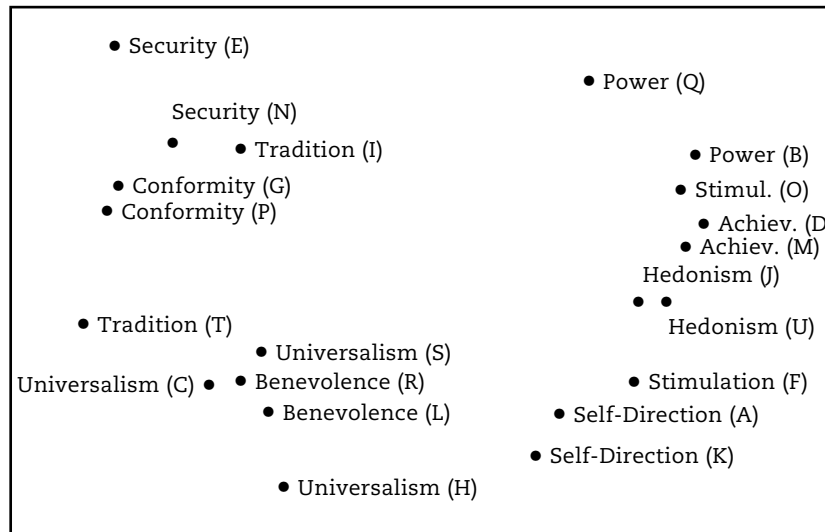 Security (E)
Power (Q)
Security (N)
Tradition (I)
Power (B)
Conformity (G)
Stimul. (O)
Conformity (P)
Achiev. (D
Achiev. (M)
Hedonism (J)
Tradition (T)
Hedonism (U)
Universalism (S)
Universalism (C)
Benevolence (R)
Stimulation (F)
Benevolence (L)
Self-Direction (A)
Self-Direction (K)
Universalism (H)